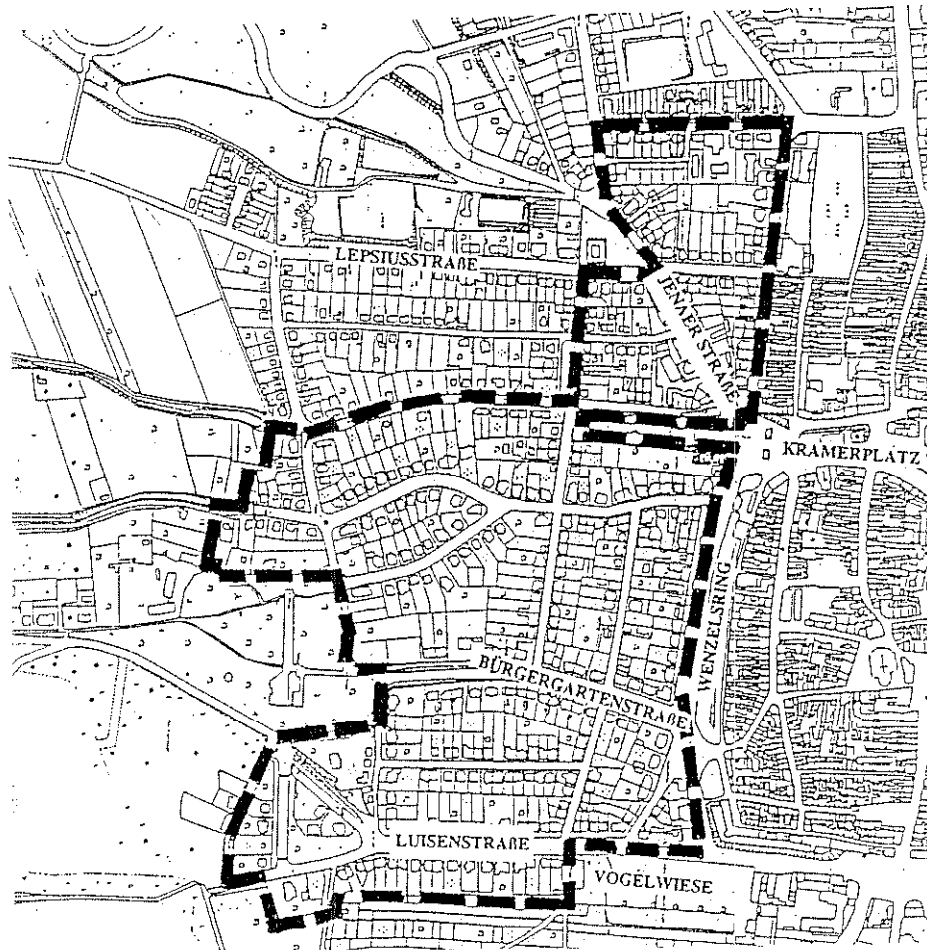 LEPSIUSSTRAßE
JENAER STRAßE
KRAMERPLATZ
WENZELSRING
BÜRGERGARTENSTRAßE
LUISENSTRAßE
VOGELWIESE